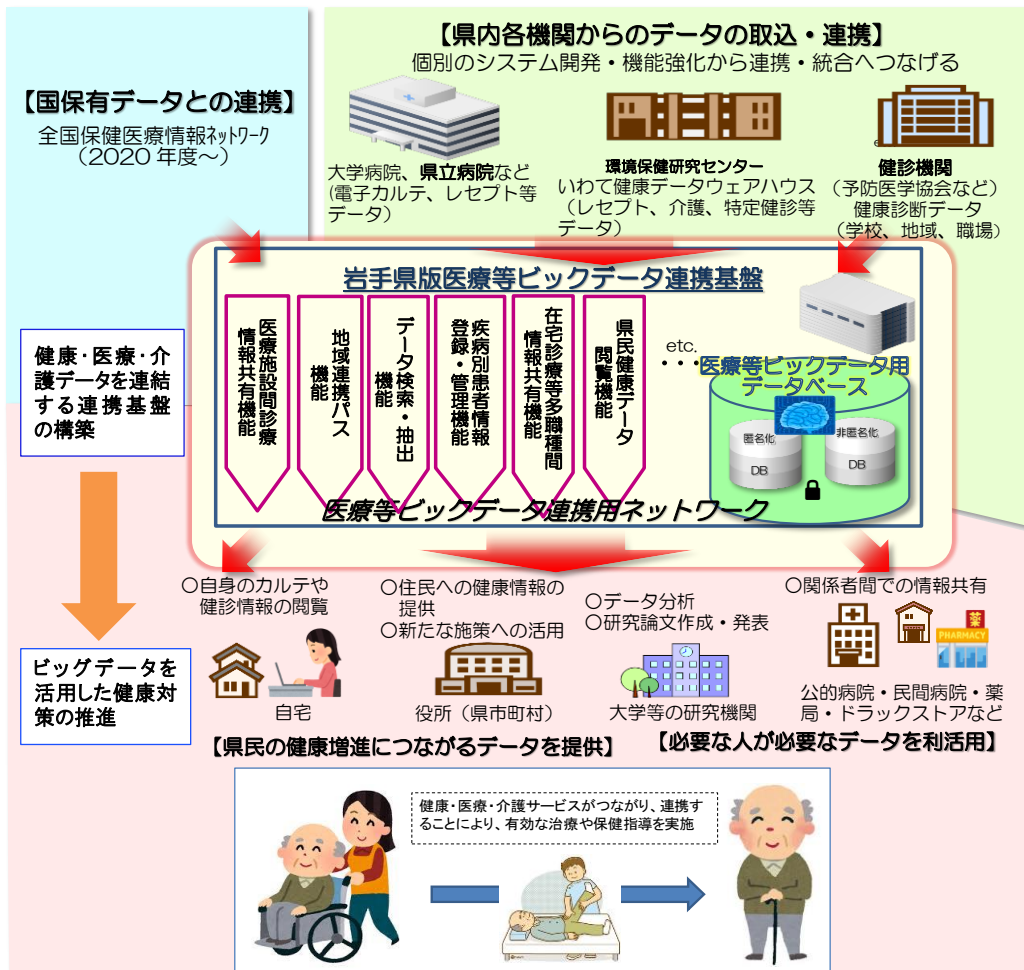 【国保有データとの連携】
全国保健医療情報ネットワーク
（2020 年度～）
【県内各機関からのデータの取込・連携】
個別のシステム開発・機能強化から連携・統合へつなげる
大学病院、県立病院など
(電子カルテ、レセプト等
データ）
環境保健研究センター
いわて健康データウェアハウス
（レセプト、介護、特定健診等
データ）
健診機関
（予防医学協会など）
健康診断データ
（学校、地域、職場）
岩手県版医療等ビックデータ連携基盤
医療施設間診療
情報共有機能
地域連携パス
機能
データ検索・抽出
機能
疾病別患者情報
登録・管理機能
在宅診療等多職種間
情報共有機能
県民健康データ
閲覧機能
etc.
・・・
医療等ビックデータ用
データベース
匿名化
DB
非匿名化
DB
医療等ビックデータ連携用ネットワーク
健康・医療・介
護データを連結
する連携基盤
の構築
ビッグデータを
活用した健康対
策の推進
○自身のカルテや
健診情報の閲覧
自宅
○住民への健康情報の
提供
○新たな施策への活用
役所（県市町村）
○データ分析
○研究論文作成・発表
大学等の研究機関
○関係者間での情報共有
薬
PHARMACY
公的病院・民間病院・薬
局・ドラックストアなど
【県民の健康増進につながるデータを提供】
【必要な人が必要なデータを利活用】
健康・医療・介護サービスがつながり、連携す
ることにより、有効な治療や保健指導を実施